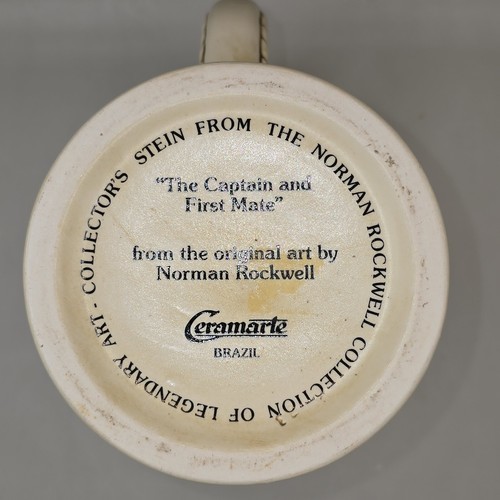 COLLECTOR'S STEIN FROM THE NORMAN ROCKWELL COLLECTION OF LEGENDARY ART -
"The Captain and
First Mate"
from the original art by
Norman Rockwell
Ceramarte
BRAZIL